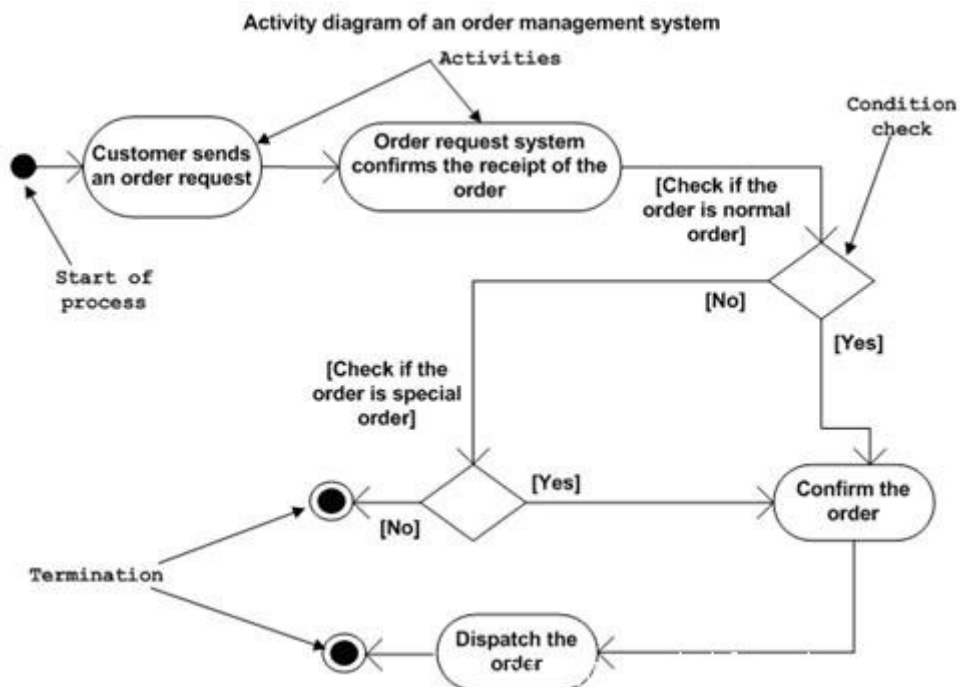 Activity diagram of an order management system
Activities
Condition
check
Customer sends
an order request
Order request system
confirms the receipt of the
order
[Check if the
order is normal
order]
Start of
process
[No]
[Yes]
[Check if the
order is special
order]
[Yes]
Confirm the
order
[No]
Termination
Dispatch the
order